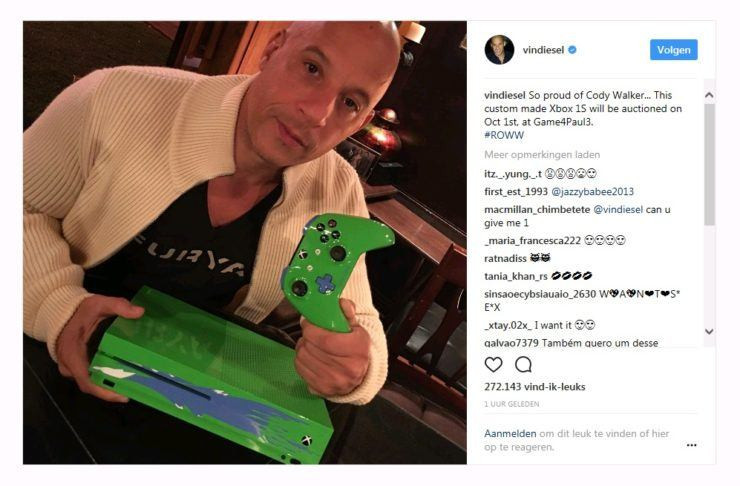 FURYA
vindiesel
Volgen
vindiesel So proud of Cody Walker... This
custom made Xbox 1S will be auctioned on
Oct 1st, at Game4Paul3.
#ROWW
Meer opmerkingen laden
itz._.yung._.t 😩😩😩😩😍
first_est_1993 @jazzybabee2013
macmillan_chimbetete @vindiesel can u
give me 1
_maria_francesca222 😍😍😍😍
ratnadiss 😻😻
tania_khan_rs 💋💋💋💋
sinsaoecybsiauaio_2630 W💖A💖N❤T❤S*
E*X
_xtay.02x_ I want it 😍😍
galvao7379 Também quero um desse
272.143 vind-ik-leuks
1 UUR GELEDEN
Aanmelden om dit leuk te vinden of hier
op te reageren.